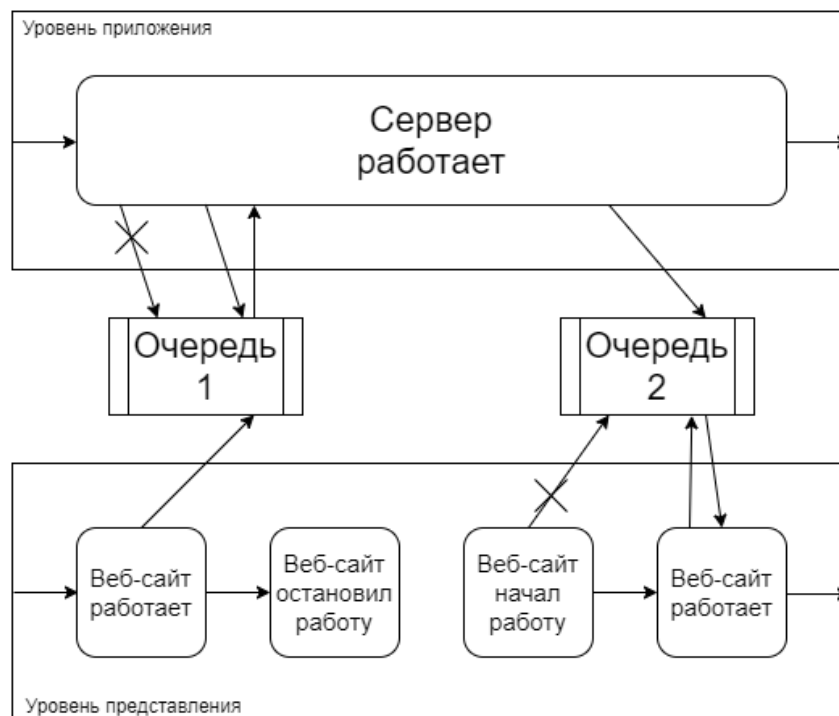 Уровень приложения
Сервер
работает
Очередь
1
Очередь
2
Веб-сайт
работает
Веб-сайт
остановил
работу
Веб-сайт
начал
работу
Веб-сайт
работает
Уровень представления